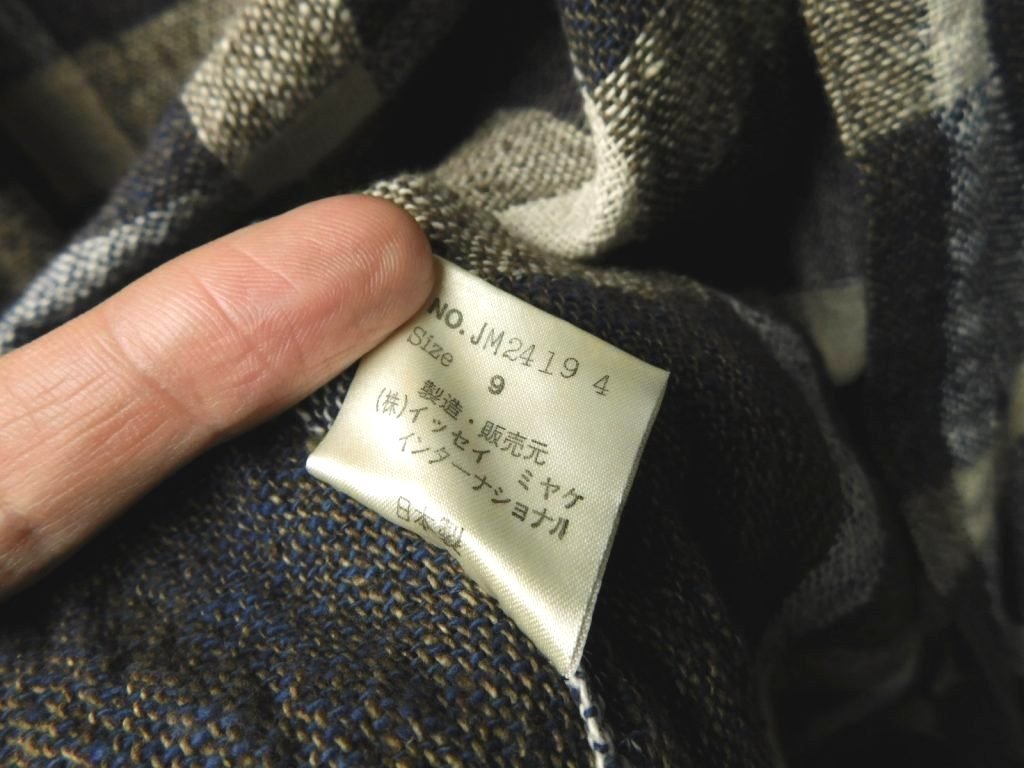 NO. JM2419 4
Size 9
製造・販売元
(株)イッセイ ミヤケ
インターナショナル
日本製